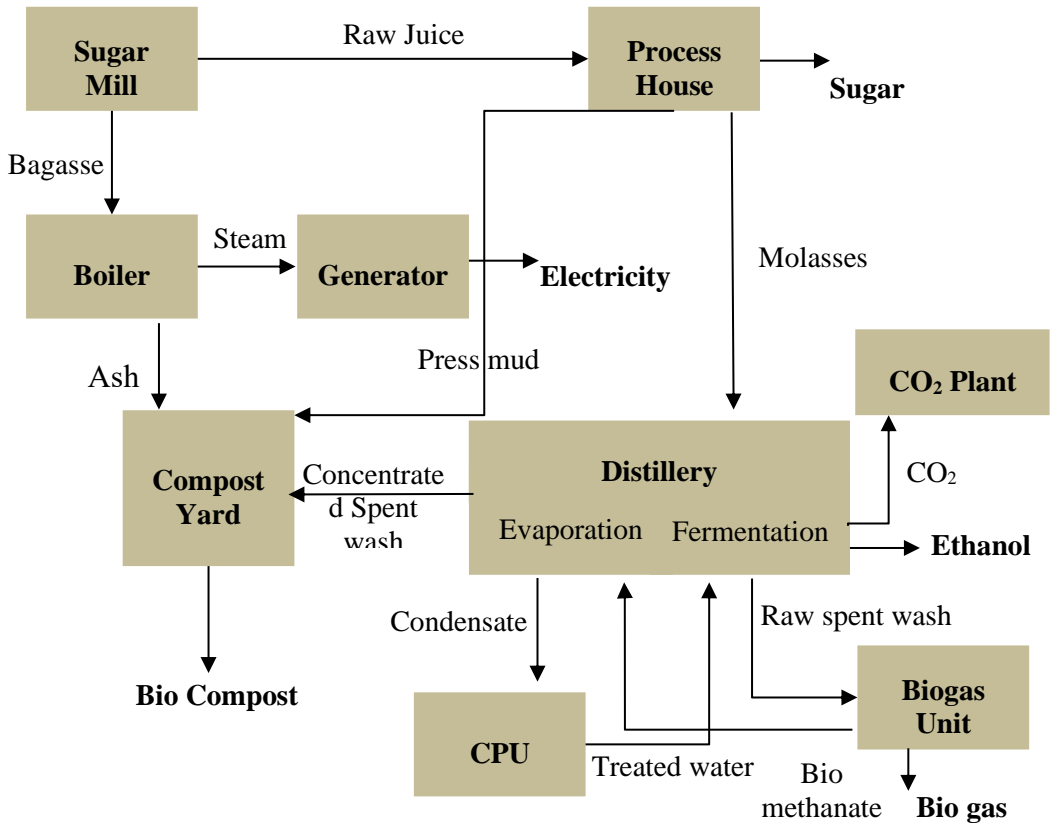 Raw Juice
Sugar
Mill
Process
House
Sugar
Bagasse
Steam
Boiler
Generator
Electricity
Molasses
Press mud
Ash
CO₂ Plant
Compost
Yard
Concentrate
d Spent
wash
Distillery
CO₂
Evaporation
Fermentation
Ethanol
Condensate
Raw spent wash
Bio Compost
Biogas
Unit
CPU
Treated water
Bio
methanate
Bio gas